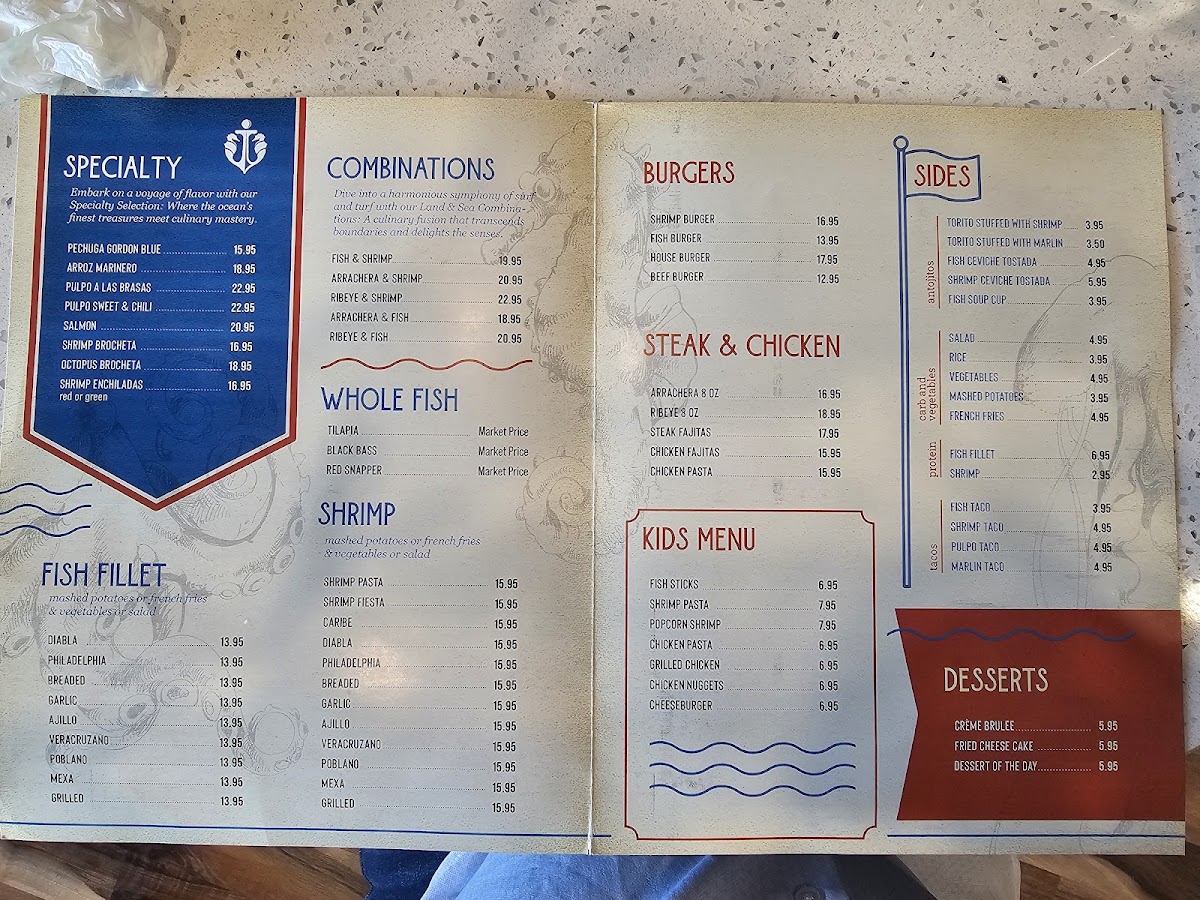 SPECIALTY
Embark on a voyage of flavor with our
Specialty Selection: Where the ocean's
finest treasures meet culinary mastery.
PECHUGA GORDON BLUE 15.95
ARROZ MARINERO 18.95
PULPO A LAS BRASAS 22.95
PULPO SWEET & CHILI 22.95
SALMON 20.95
SHRIMP BROCHETA 16.95
OCTOPUS BROCHETA 18.95
SHRIMP ENCHILADAS 16.95
red or green
FISH FILLET
mashed potatoes or french fries
& vegetables or salad
DIABLA 13.95
PHILADELPHIA 13.95
BREADED 13.95
GARLIC 13.95
AJILLO 13.95
VERACRUZANO 13.95
POBLANO 13.95
MEXA 13.95
GRILLED 13.95
COMBINATIONS
Dive into a harmonious symphony of surf
and turf with our Land & Sea Combina-
tions: A culinary fusion that transcends
boundaries and delights the senses.
FISH & SHRIMP 19.95
ARRACHERA & SHRIMP 20.95
RIBEYE & SHRIMP 22.95
ARRACHERA & FISH 18.95
RIBEYE & FISH 20.95
WHOLE FISH
TILAPIA Market Price
BLACK BASS Market Price
RED SNAPPER Market Price
SHRIMP
mashed potatoes or french fries
& vegetables or salad
SHRIMP PASTA 15.95
SHRIMP FIESTA 15.95
CARIBE 15.95
DIABLA 15.95
PHILADELPHIA 15.95
BREADED 15.95
GARLIC 15.95
AJILLO 15.95
VERACRUZANO 15.95
POBLANO 15.95
MEXA 15.95
GRILLED 15.95
BURGERS
SHRIMP BURGER 16.95
FISH BURGER 13.95
HOUSE BURGER 17.95
BEEF BURGER 12.95
STEAK & CHICKEN
ARRACHERA 8 OZ 16.95
RIBEYE 8 OZ 18.95
STEAK FAJITAS 17.95
CHICKEN FAJITAS 15.95
CHICKEN PASTA 15.95
KIDS MENU
FISH STICKS 6.95
SHRIMP PASTA 7.95
POPCORN SHRIMP 7.95
CHICKEN PASTA 6.95
GRILLED CHICKEN 6.95
CHICKEN NUGGETS 6.95
CHEESEBURGER 6.95
SIDES
antojitos
TORITO STUFFED WITH SHRIMP 3.95
TORITO STUFFED WITH MARLIN 3.50
FISH CEVICHE TOSTADA 4.95
SHRIMP CEVICHE TOSTADA 5.95
FISH SOUP CUP 3.95
carb and
vegetables
SALAD 4.95
RICE 3.95
VEGETABLES 4.95
MASHED POTATOES 3.95
FRENCH FRIES 4.95
protein
FISH FILLET 6.95
SHRIMP 2.95
tacos
FISH TACO 3.95
SHRIMP TACO 4.95
PULPO TACO 4.95
MARLIN TACO 4.95
DESSERTS
CRÈME BRULEE 5.95
FRIED CHEESE CAKE 5.95
DESSERT OF THE DAY 5.95